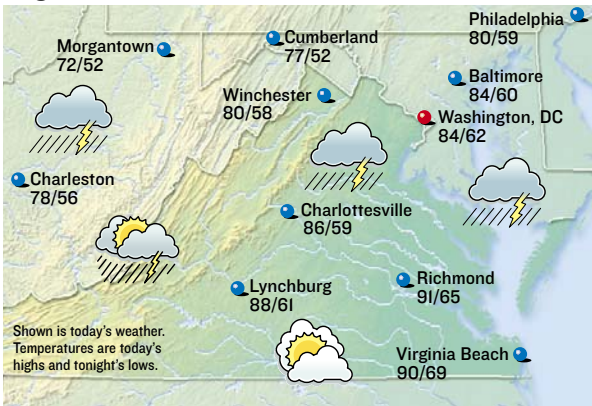 Philadelphia
80/59
Morgantown
72/52
Cumberland
77/52
Baltimore
84/60
Winchester
80/58
Washington, DC
84/62
Charleston
78/56
Charlottesville
86/59
Lynchburg
88/61
Richmond
91/65
Shown is today's weather.
Temperatures are today's
highs and tonight's lows.
Virginia Beach
90/69